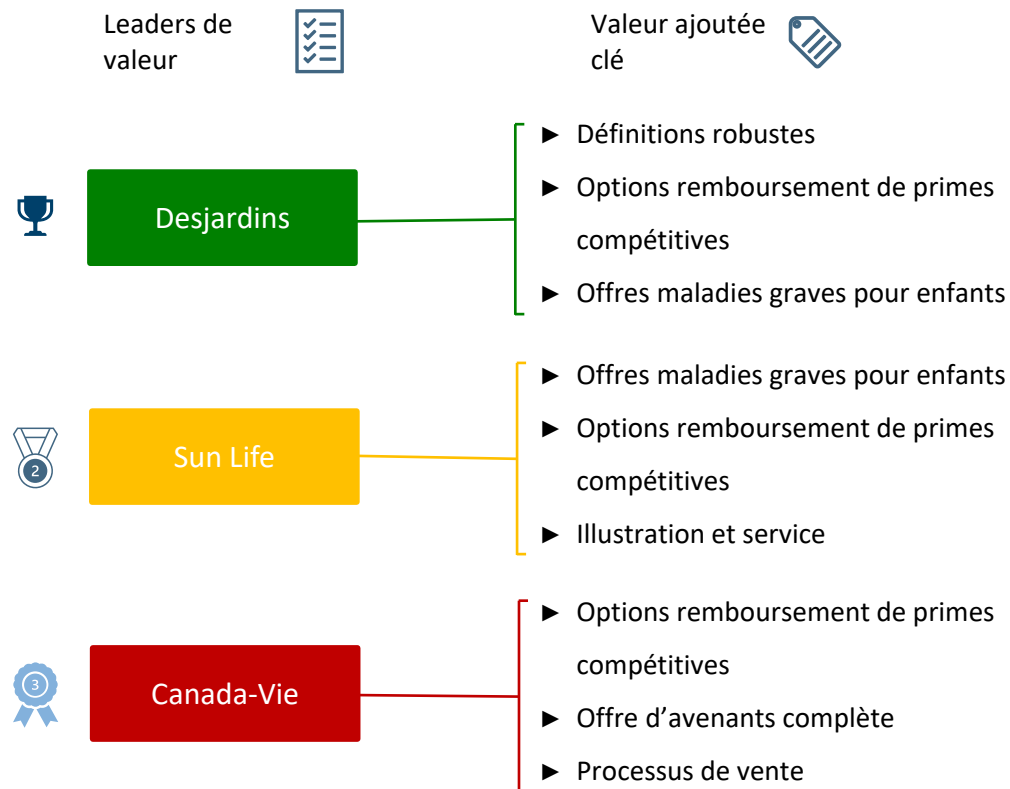 Leaders de
valeur
Valeur ajoutée
clé
Desjardins
► Définitions robustes
► Options remboursement de primes
compétitives
► Offres maladies graves pour enfants
2
Sun Life
► Offres maladies graves pour enfants
► Options remboursement de primes
compétitives
► Illustration et service
3
Canada-Vie
► Options remboursement de primes
compétitives
► Offre d’avenants complète
► Processus de vente